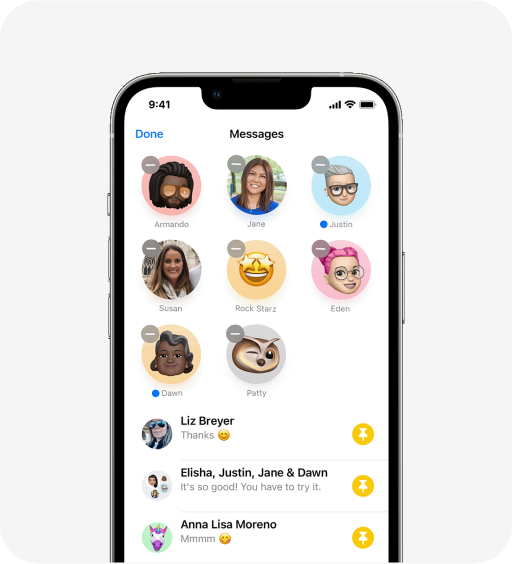 9:41
Done
Messages
Armando
Jane
Justin
Susan
Rock Starz
Eden
Dawn
Patty
Liz Breyer
Thanks 😄
Elisha, Justin, Jane & Dawn
It's so good! You have to try it.
Anna Lisa Moreno
Mmmm 😋